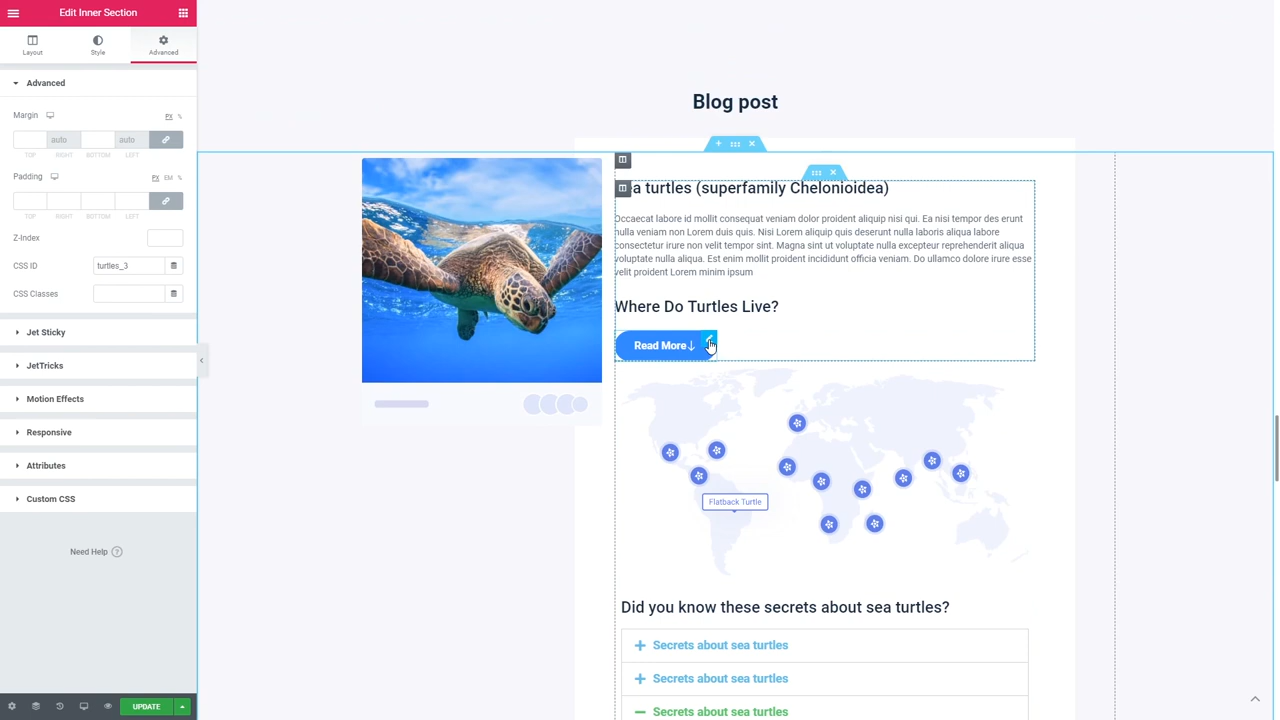 Edit Inner Section
Layout
Style
Advanced
Advanced
Margin
PX %
auto
auto
TOP RIGHT BOTTOM LEFT
Padding
PX EM %
TOP RIGHT BOTTOM LEFT
Z-Index
CSS ID
turtles_3
CSS Classes
Jet Sticky
JetTricks
Motion Effects
Responsive
Attributes
Custom CSS
Need Help ?
UPDATE
Blog post
a turtles (superfamily Chelonioidea)
Occaecat labore id mollit consequat veniam dolor proident aliquip nisi qui. Ea nisi tempor des erunt
nulla veniam non Lorem duis quis. Nisi Lorem aliquip quis deserunt nulla laboris aliqua labore
consectetur irure non velit tempor sint. Magna sint ut voluptate nulla excepteur reprehenderit aliqua
voluptate nulla aliqua. Est enim mollit proident incididunt officia veniam. Do ullamco dolore irure esse
velit proident Lorem minim ipsum
Where Do Turtles Live?
Read More↓
Flatback Turtle
Did you know these secrets about sea turtles?
+ Secrets about sea turtles
+ Secrets about sea turtles
− Secrets about sea turtles